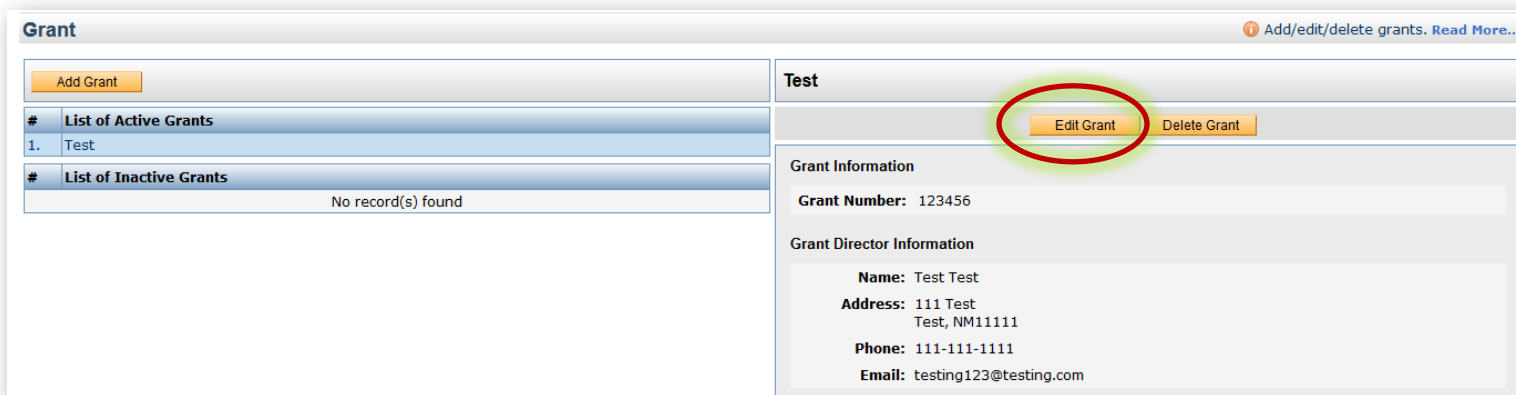 Grant
Add/edit/delete grants. Read More..
Add Grant
# List of Active Grants
1. Test
# List of Inactive Grants
No record(s) found
Test
Edit Grant Delete Grant
Grant Information
Grant Number: 123456
Grant Director Information
Name: Test Test
Address: 111 Test
Test, NM11111
Phone: 111-111-1111
Email: testing123@testing.com